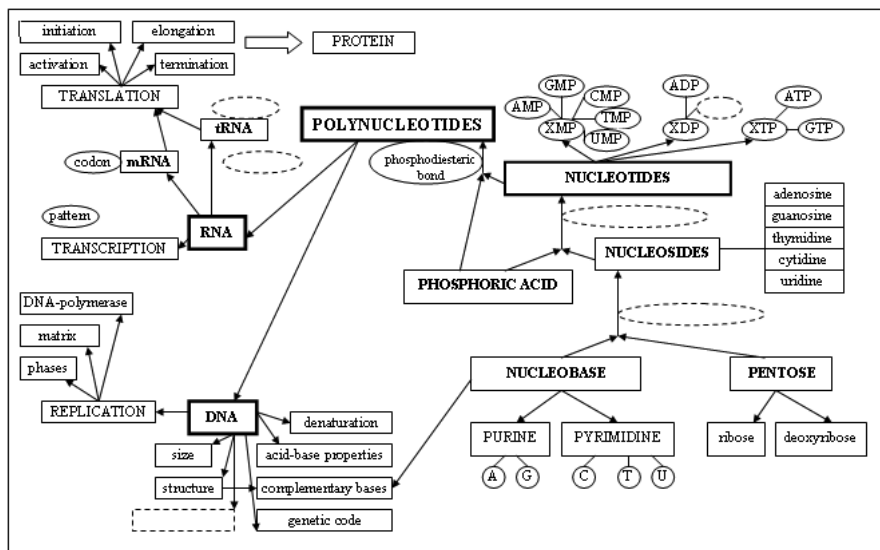 initiation
elongation
activation
termination
PROTEIN
TRANSLATION
tRNA
codon
mRNA
pattern
RNA
TRANSCRIPTION
POLYNUCLEOTIDES
phosphodiesteric
bond
GMP
CMP
AMP
TMP
XMP
UMP
ADP
XDP
ATP
XTP
GTP
NUCLEOTIDES
adenosine
guanosine
thymidine
cytidine
uridine
NUCLEOSIDES
PHOSPHORIC ACID
DNA-polymerase
matrix
phases
REPLICATION
DNA
denaturation
size
acid-base properties
structure
complementary bases
genetic code
NUCLEOBASE
PENTOSE
PURINE
PYRIMIDINE
ribose
deoxyribose
A
G
C
T
U